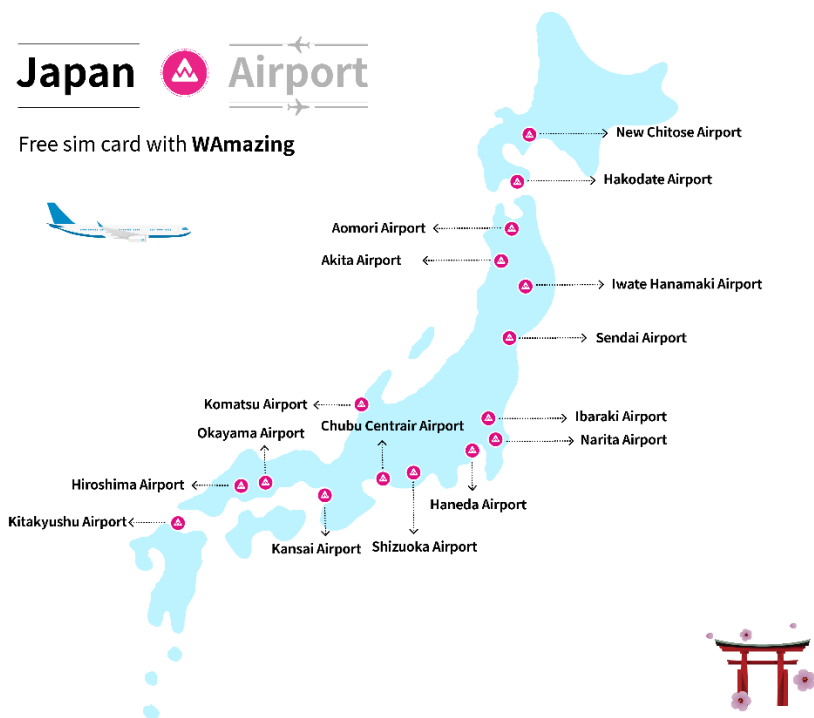 Japan Airport
Free sim card with WAmazing
New Chitose Airport
Hakodate Airport
Aomori Airport
Akita Airport
Iwate Hanamaki Airport
Sendai Airport
Komatsu Airport
Ibaraki Airport
Chubu Centrair Airport
Okayama Airport
Narita Airport
Hiroshima Airport
Haneda Airport
Kitakyushu Airport
Kansai Airport
Shizuoka Airport